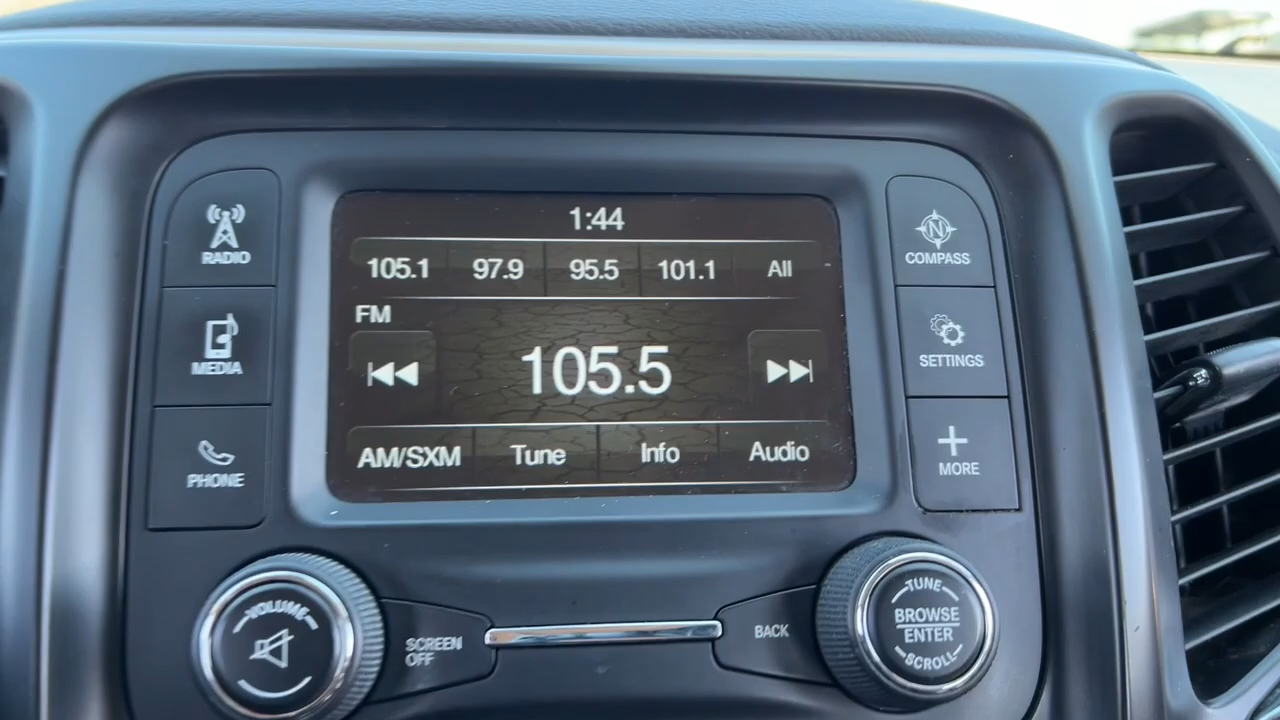 1:44
105.1 97.9 95.5 101.1 All
FM
105.5
AM/SXM Tune Info Audio
RADIO
MEDIA
PHONE
N
COMPASS
SETTINGS
MORE
VOLUME
SCREEN
OFF
BACK
TUNE
BROWSE
ENTER
SCROLL